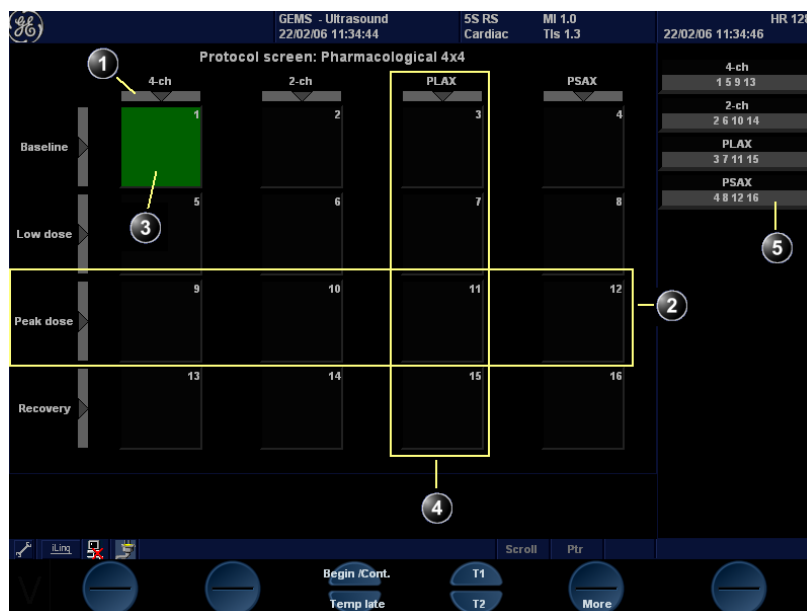 GEMS - Ultrasound 5S RS MI 1.0 HR 128
22/02/06 11:34:44 Cardiac TIs 1.3 22/02/06 11:34:46
Protocol screen: Pharmacological 4x4
1
4-ch 2-ch PLAX PSAX
1 2 3 4
Baseline
3
5 6 7 8
Low dose
9 10 11 12
2
Peak dose
13 14 15 16
Recovery
4
4-ch
1 5 9 13
2-ch
2 6 10 14
PLAX
3 7 11 15
PSAX
4 8 12 16
5
iLinq Scroll Ptr
Begin /Cont. T1
Temp late T2 More